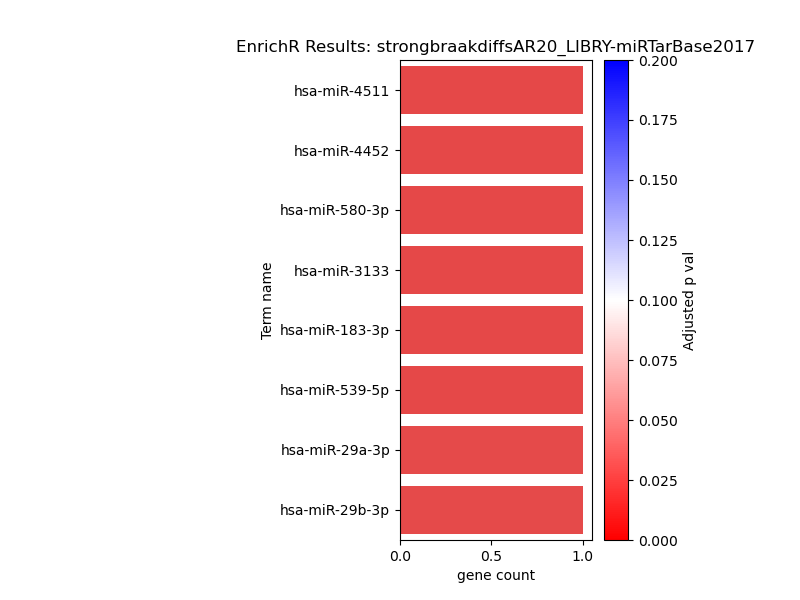 EnrichR Results: strongbraakdiffsAR20_LIBRY-miRTarBase2017
hsa-miR-4511
hsa-miR-4452
hsa-miR-580-3p
hsa-miR-3133
hsa-miR-183-3p
hsa-miR-539-5p
hsa-miR-29a-3p
hsa-miR-29b-3p
Term name
0.0 0.5 1.0
gene count
0.200
0.175
0.150
0.125
0.100
0.075
0.050
0.025
0.000
Adjusted p val